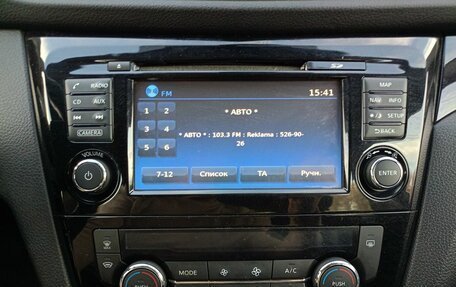 RADIO
CD AUX
CAMERA
VOLUME
FM 15:41
1 2
3 4
5 6
* АВТО *
* АВТО * : 103.3 FM : Reklama : 526-90-
26
7-12 Список TA Ручн.
MAP
NAV INFO
SETUP
BACK
ENTER
MODE A/C
PUSH PUSH